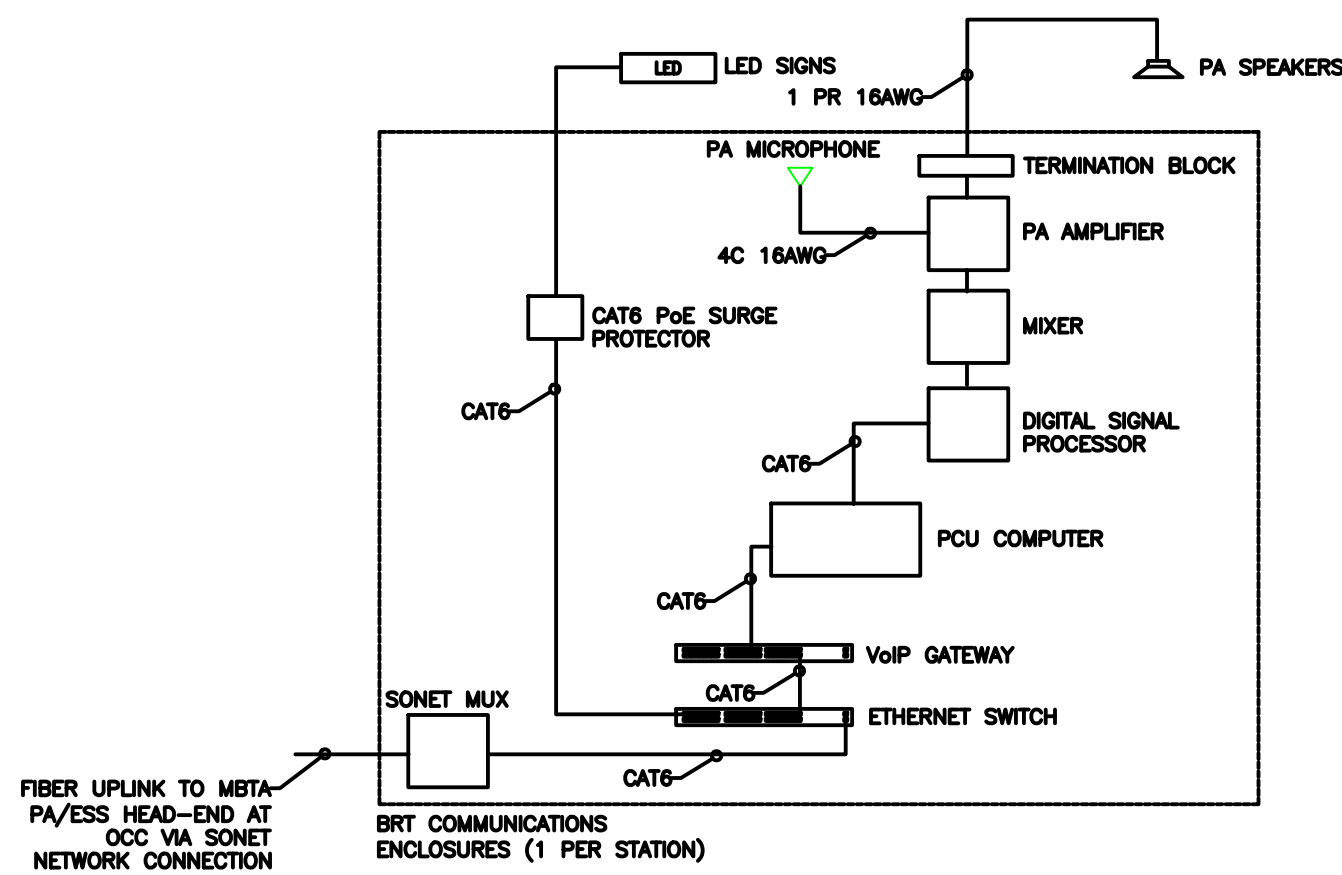 LED
LED SIGNS
PA SPEAKERS
1 PR 16AWG
PA MICROPHONE
TERMINATION BLOCK
PA AMPLIFIER
4C 16AWG
CAT6 PoE SURGE
PROTECTOR
MIXER
CAT6
DIGITAL SIGNAL
PROCESSOR
CAT6
PCU COMPUTER
CAT6
VoIP GATEWAY
CAT6
SONET MUX
ETHERNET SWITCH
CAT6
FIBER UPLINK TO MBTA
PA/ESS HEAD-END AT
OCC VIA SONET
NETWORK CONNECTION
BRT COMMUNICATIONS
ENCLOSURES (1 PER STATION)